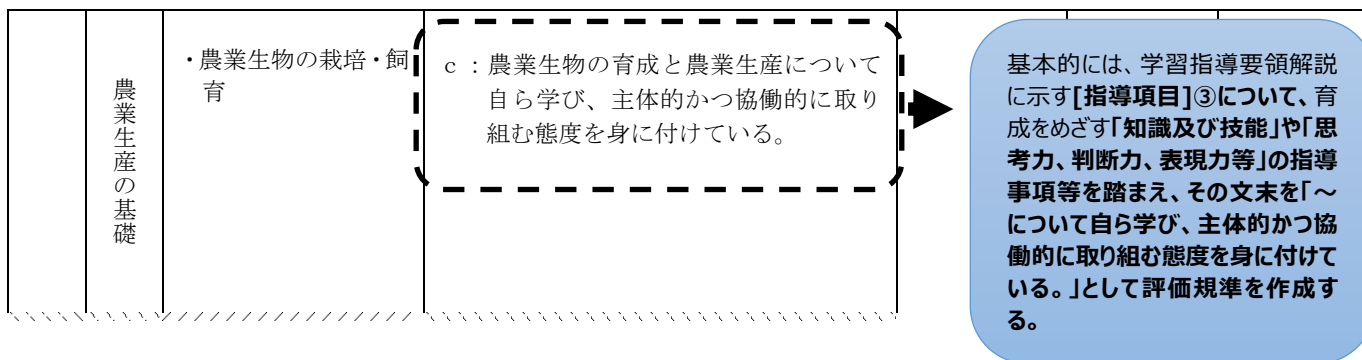 農業生産の基礎
・農業生物の栽培・飼
育
c：農業生物の育成と農業生産について
自ら学び、主体的かつ協働的に取り
組む態度を身に付けている。
基本的には、学習指導要領解説
に示す[指導項目]③について、育
成をめざす「知識及び技能」や「思
考力、判断力、表現力等」の指導
事項等を踏まえ、その文末を「～
について自ら学び、主体的かつ協
働的に取り組む態度を身に付けて
いる。」として評価規準を作成す
る。